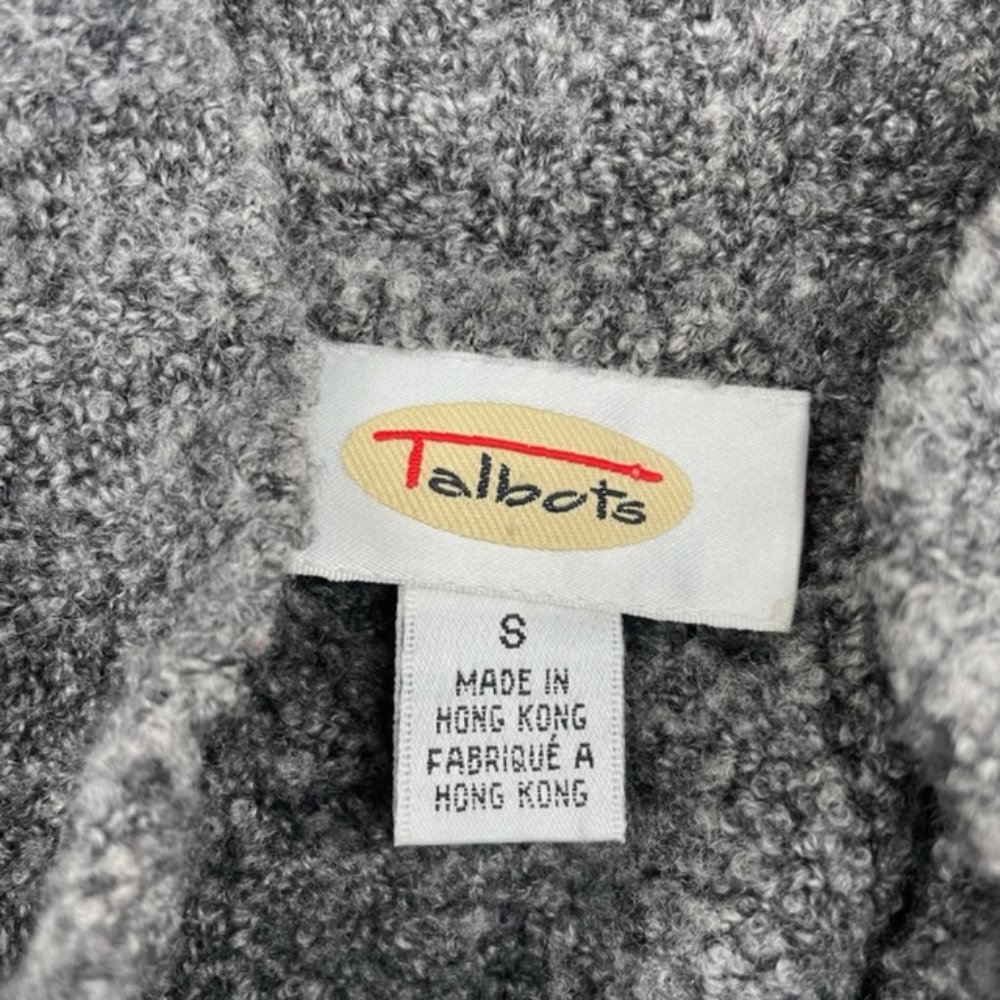 Talbots
S
MADE IN
HONG KONG
FABRIQUÉ A
HONG KONG